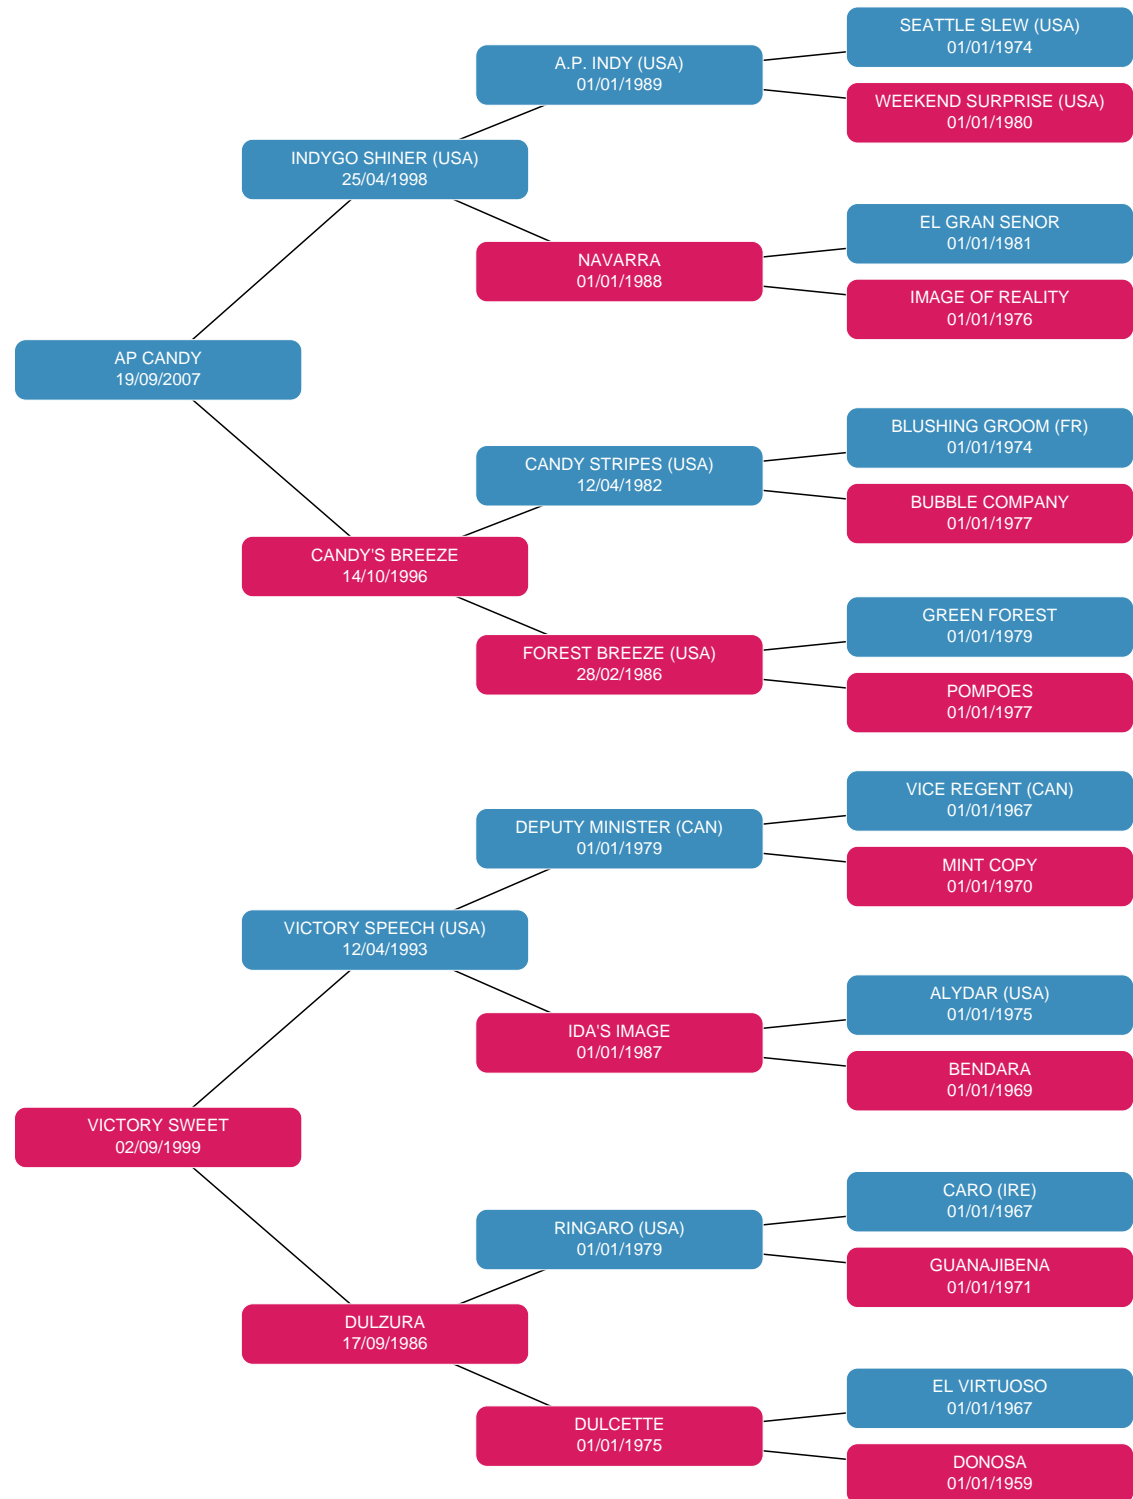 SEATTLE SLEW (USA)
01/01/1974
A.P. INDY (USA)
01/01/1989
WEEKEND SURPRISE (USA)
01/01/1980
INDYGO SHINER (USA)
25/04/1998
EL GRAN SENOR
01/01/1981
NAVARRA
01/01/1988
IMAGE OF REALITY
01/01/1976
AP CANDY
19/09/2007
BLUSHING GROOM (FR)
01/01/1974
CANDY STRIPES (USA)
12/04/1982
BUBBLE COMPANY
01/01/1977
CANDY'S BREEZE
14/10/1996
GREEN FOREST
01/01/1979
FOREST BREEZE (USA)
28/02/1986
POMPOES
01/01/1977
VICE REGENT (CAN)
01/01/1967
DEPUTY MINISTER (CAN)
01/01/1979
MINT COPY
01/01/1970
VICTORY SPEECH (USA)
12/04/1993
ALYDAR (USA)
01/01/1975
IDA'S IMAGE
01/01/1987
BENDARA
01/01/1969
VICTORY SWEET
02/09/1999
CARO (IRE)
01/01/1967
RINGARO (USA)
01/01/1979
GUANAJIBENA
01/01/1971
DULZURA
17/09/1986
EL VIRTUOSO
01/01/1967
DULCETTE
01/01/1975
DONOSA
01/01/1959